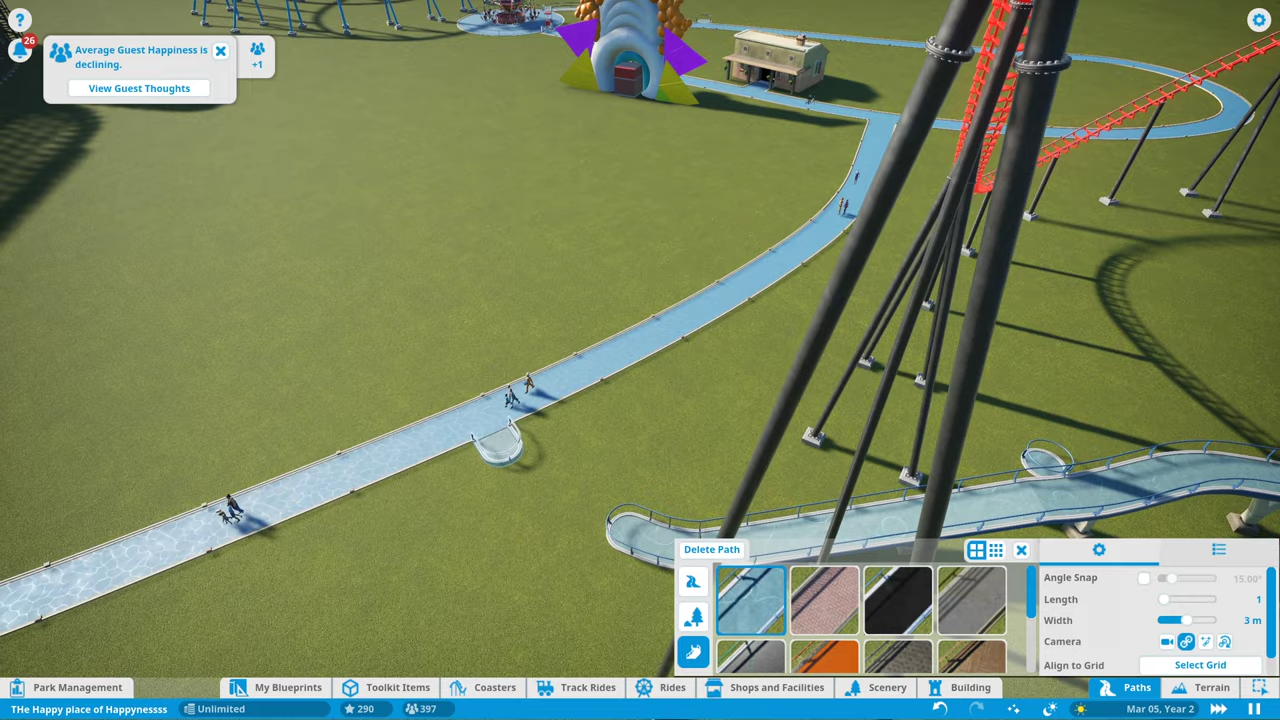 ?
26
Average Guest Happiness is
declining.
View Guest Thoughts
+1
Delete Path
Angle Snap
15.00°
Length
1
Width
3 m
Camera
Align to Grid
Select Grid
Park Management
My Blueprints
Toolkit Items
Coasters
Track Rides
Rides
Shops and Facilities
Scenery
Building
Paths
Terrain
THe Happy place of Happynessss
Unlimited
290
397
Mar 05, Year 2